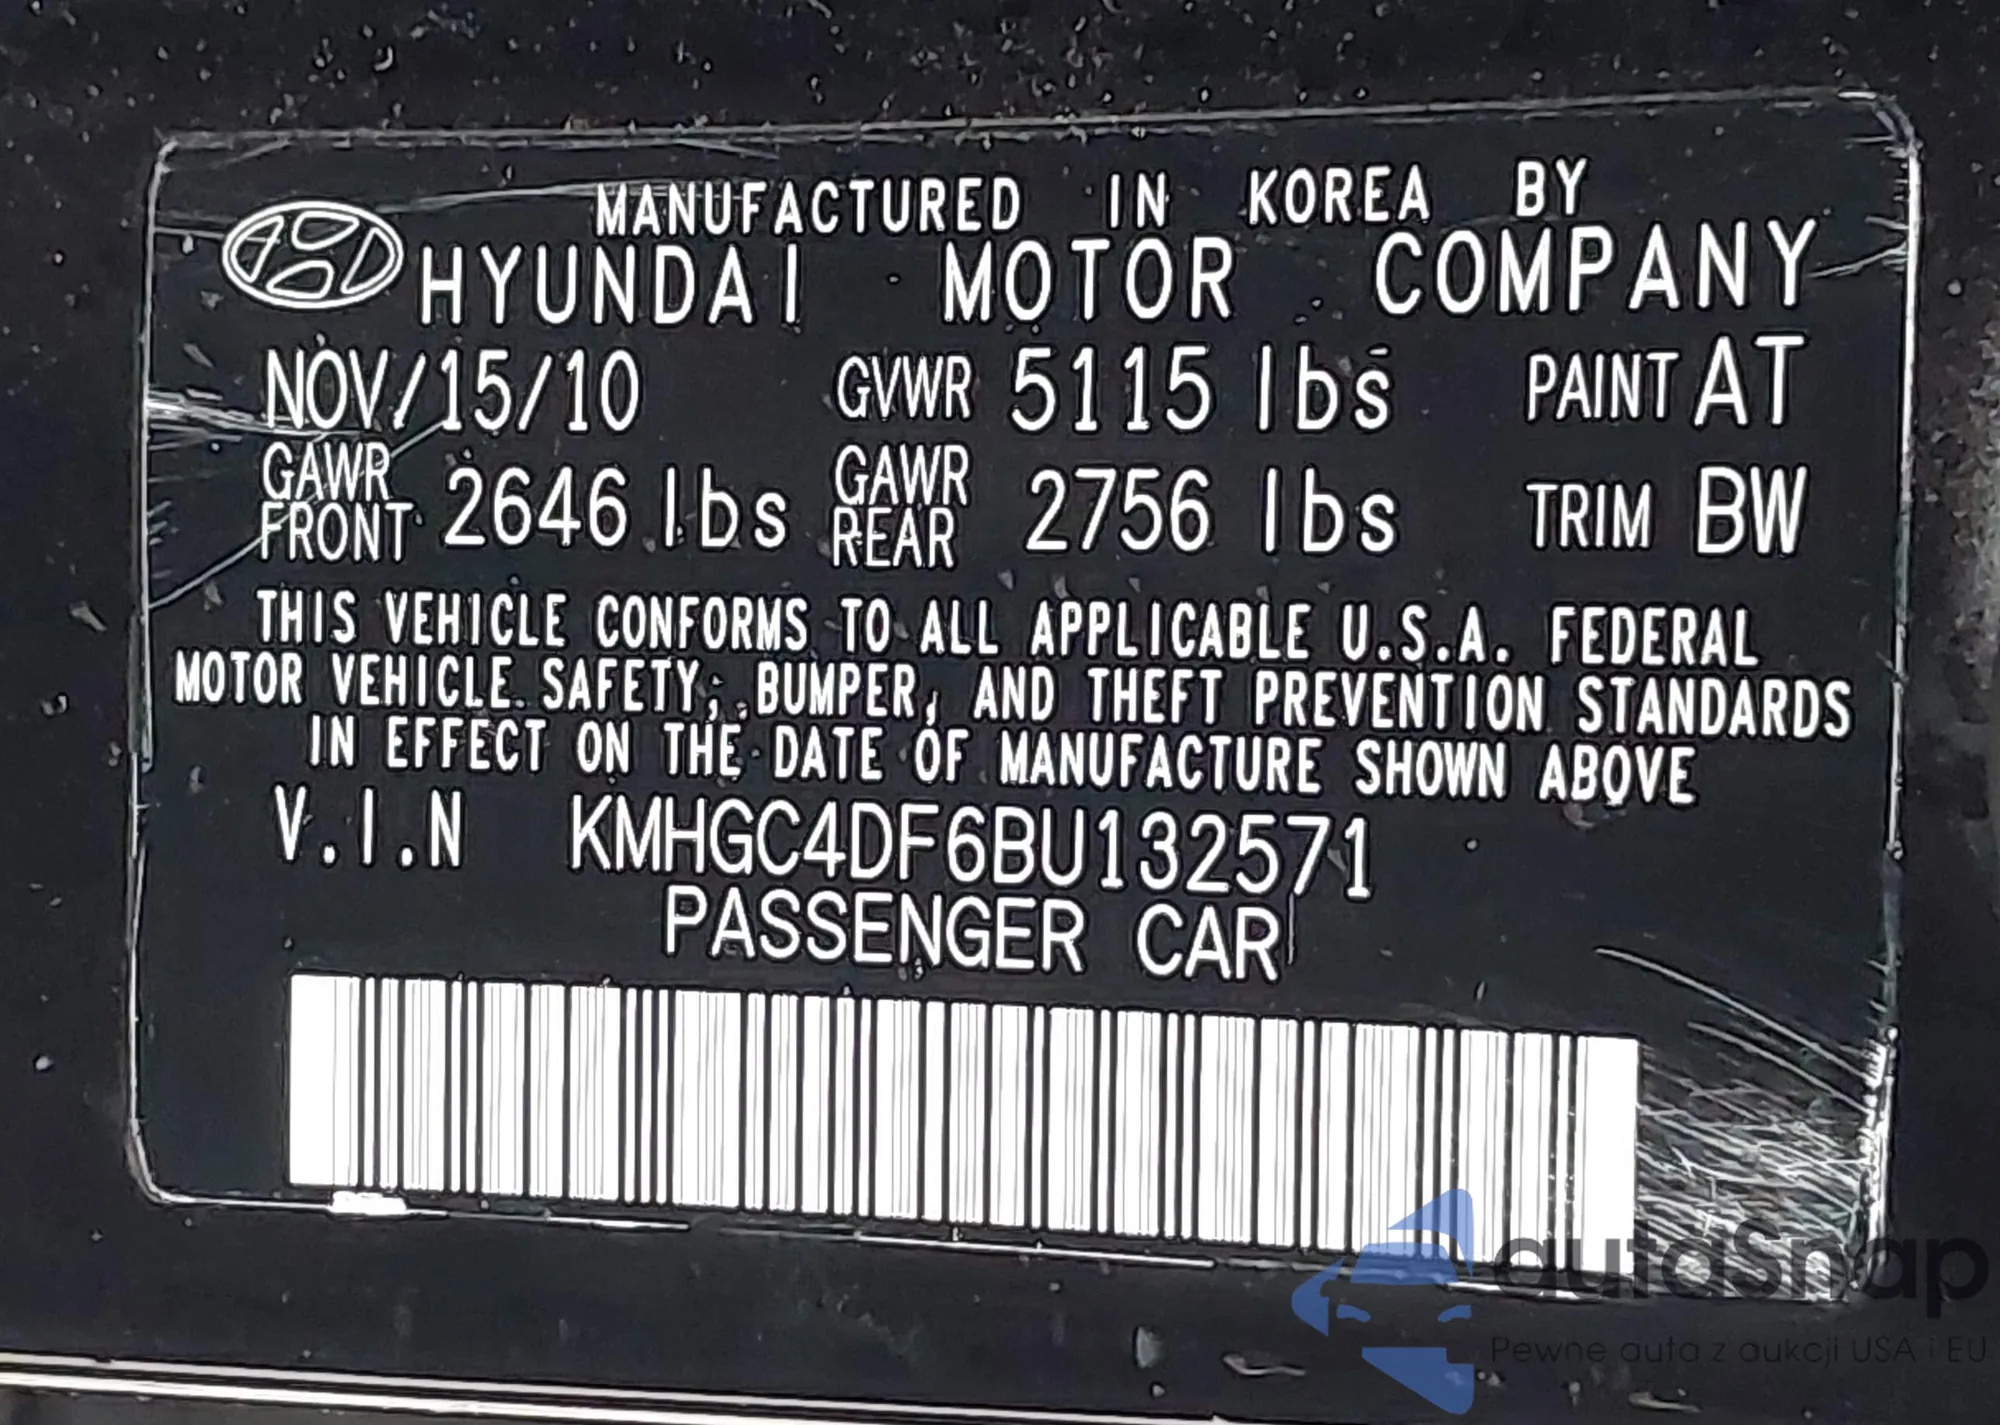 MANUFACTURED IN KOREA BY
HYUNDAI MOTOR COMPANY
NOV/15/10 GVWR 5115 lbs PAINT AT
GAWR FRONT 2646 lbs GAWR REAR 2756 lbs TRIM BW
THIS VEHICLE CONFORMS TO ALL APPLICABLE U.S.A. FEDERAL
MOTOR VEHICLE SAFETY, BUMPER, AND THEFT PREVENTION STANDARDS
IN EFFECT ON THE DATE OF MANUFACTURE SHOWN ABOVE
V.I.N KMHGC4DF6BU132571
PASSENGER CAR
autaSnap
Pewne auta z aukcji USA i EU